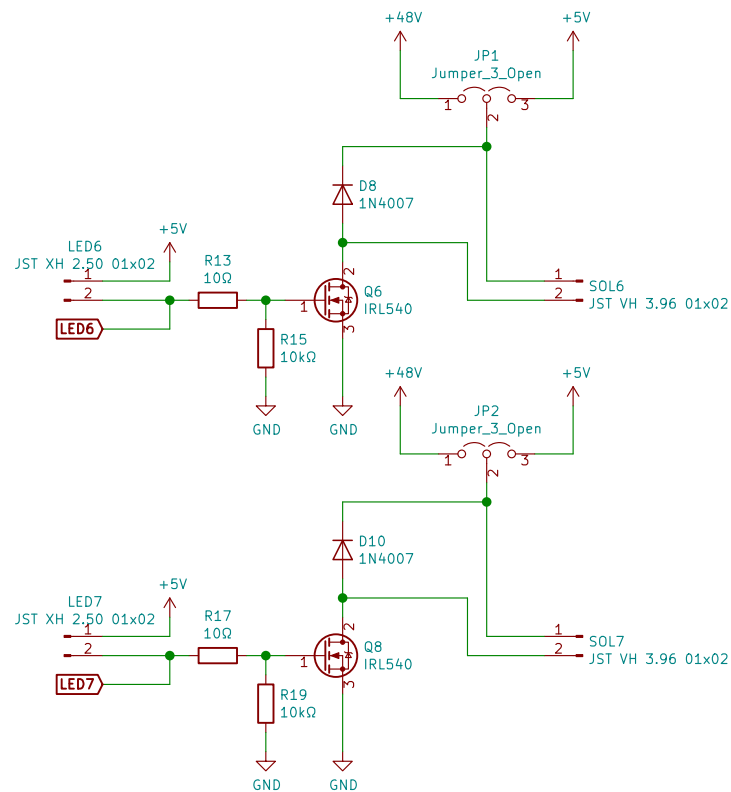 +48V
+5V
JP1
Jumper_3_Open
1
2
3
D8
1N4007
+5V
LED6
JST XH 2.50 01x02
1
2
LED6
R13
10Ω
R15
10kΩ
GND
1
2
3
Q6
IRL540
GND
1
2
SOL6
JST VH 3.96 01x02
+48V
+5V
JP2
Jumper_3_Open
1
2
3
D10
1N4007
+5V
LED7
JST XH 2.50 01x02
1
2
LED7
R17
10Ω
R19
10kΩ
GND
1
2
3
Q8
IRL540
GND
1
2
SOL7
JST VH 3.96 01x02